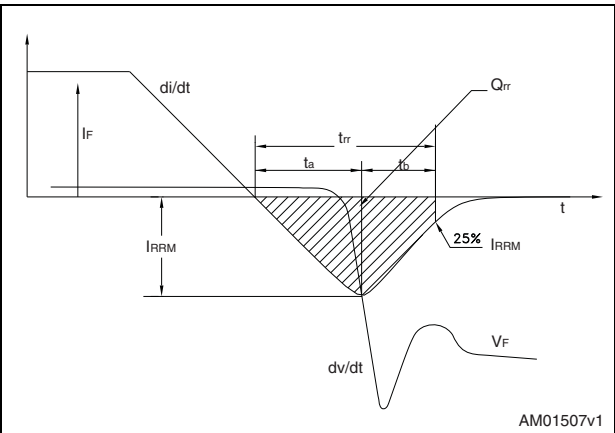 di/dt
Qrr
IF
trr
ta
tb
t
IRRM
25% IRRM
VF
dv/dt
AM01507v1